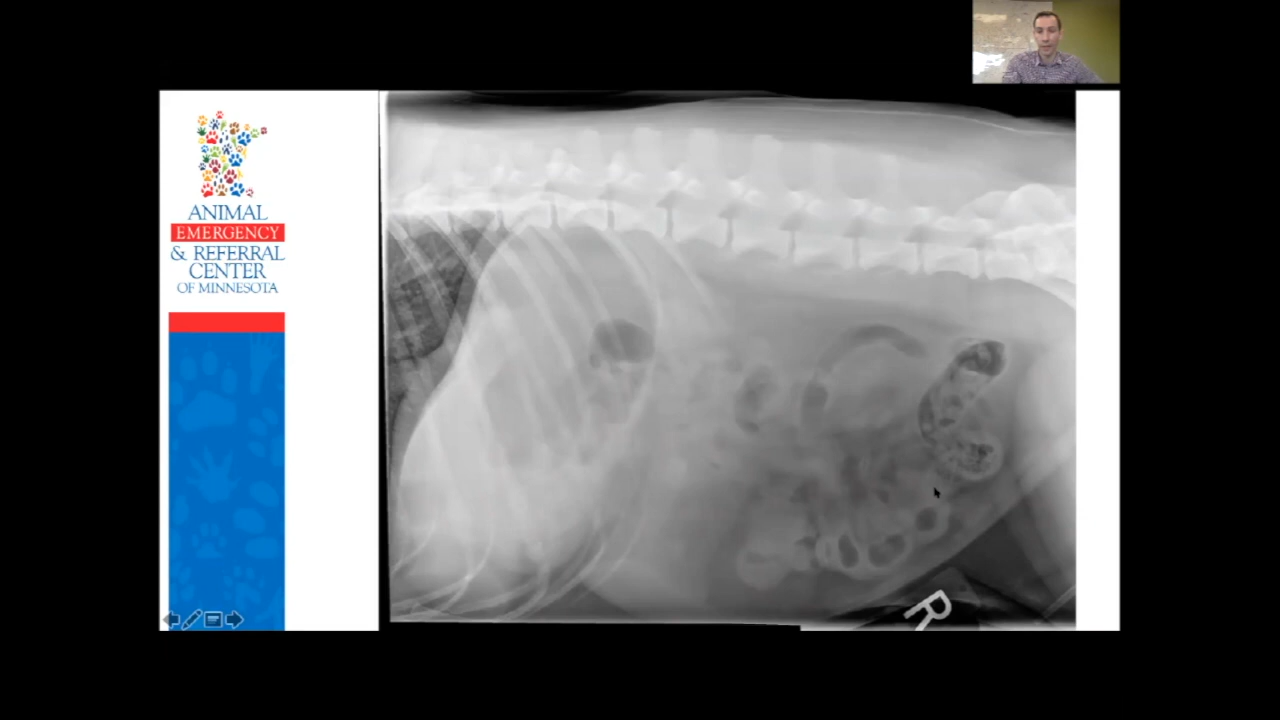 ANIMAL
EMERGENCY
& REFERRAL
CENTER
OF MINNESOTA
R